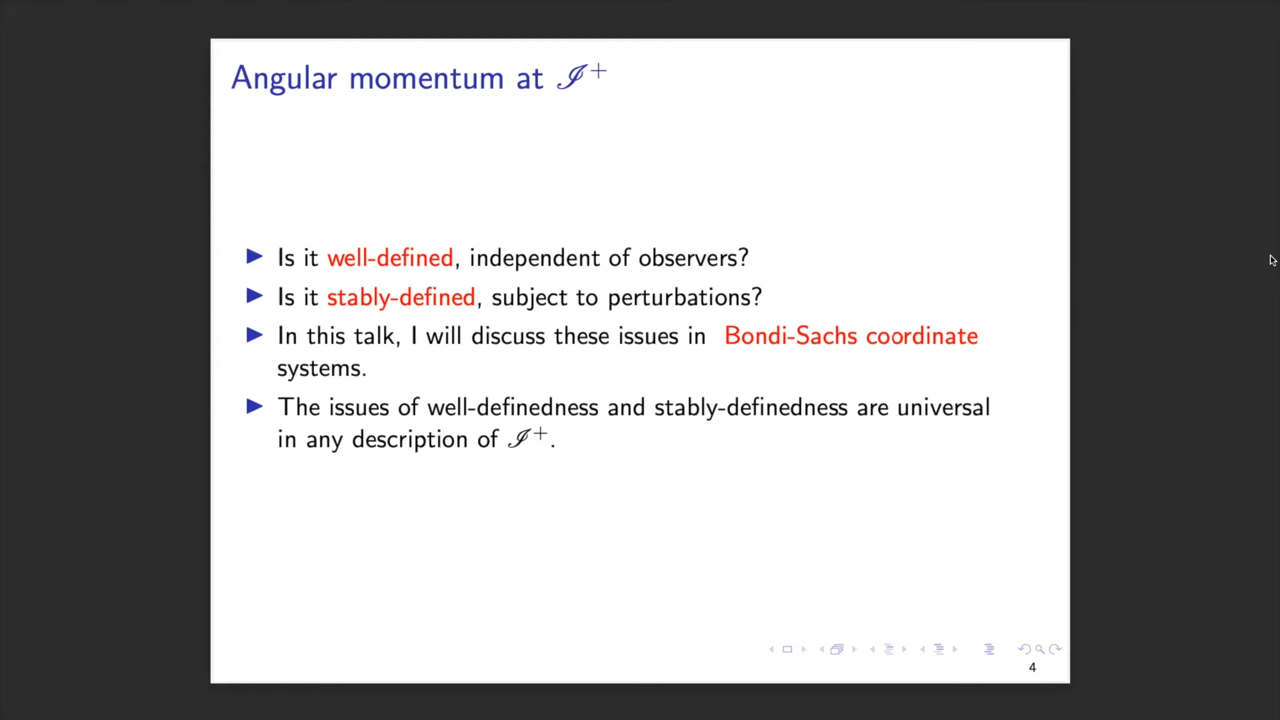 Angular momentum at ℐ⁺
▶ Is it well-defined, independent of observers?
▶ Is it stably-defined, subject to perturbations?
▶ In this talk, I will discuss these issues in Bondi-Sachs coordinate
systems.
▶ The issues of well-definedness and stably-definedness are universal
in any description of ℐ⁺.
4